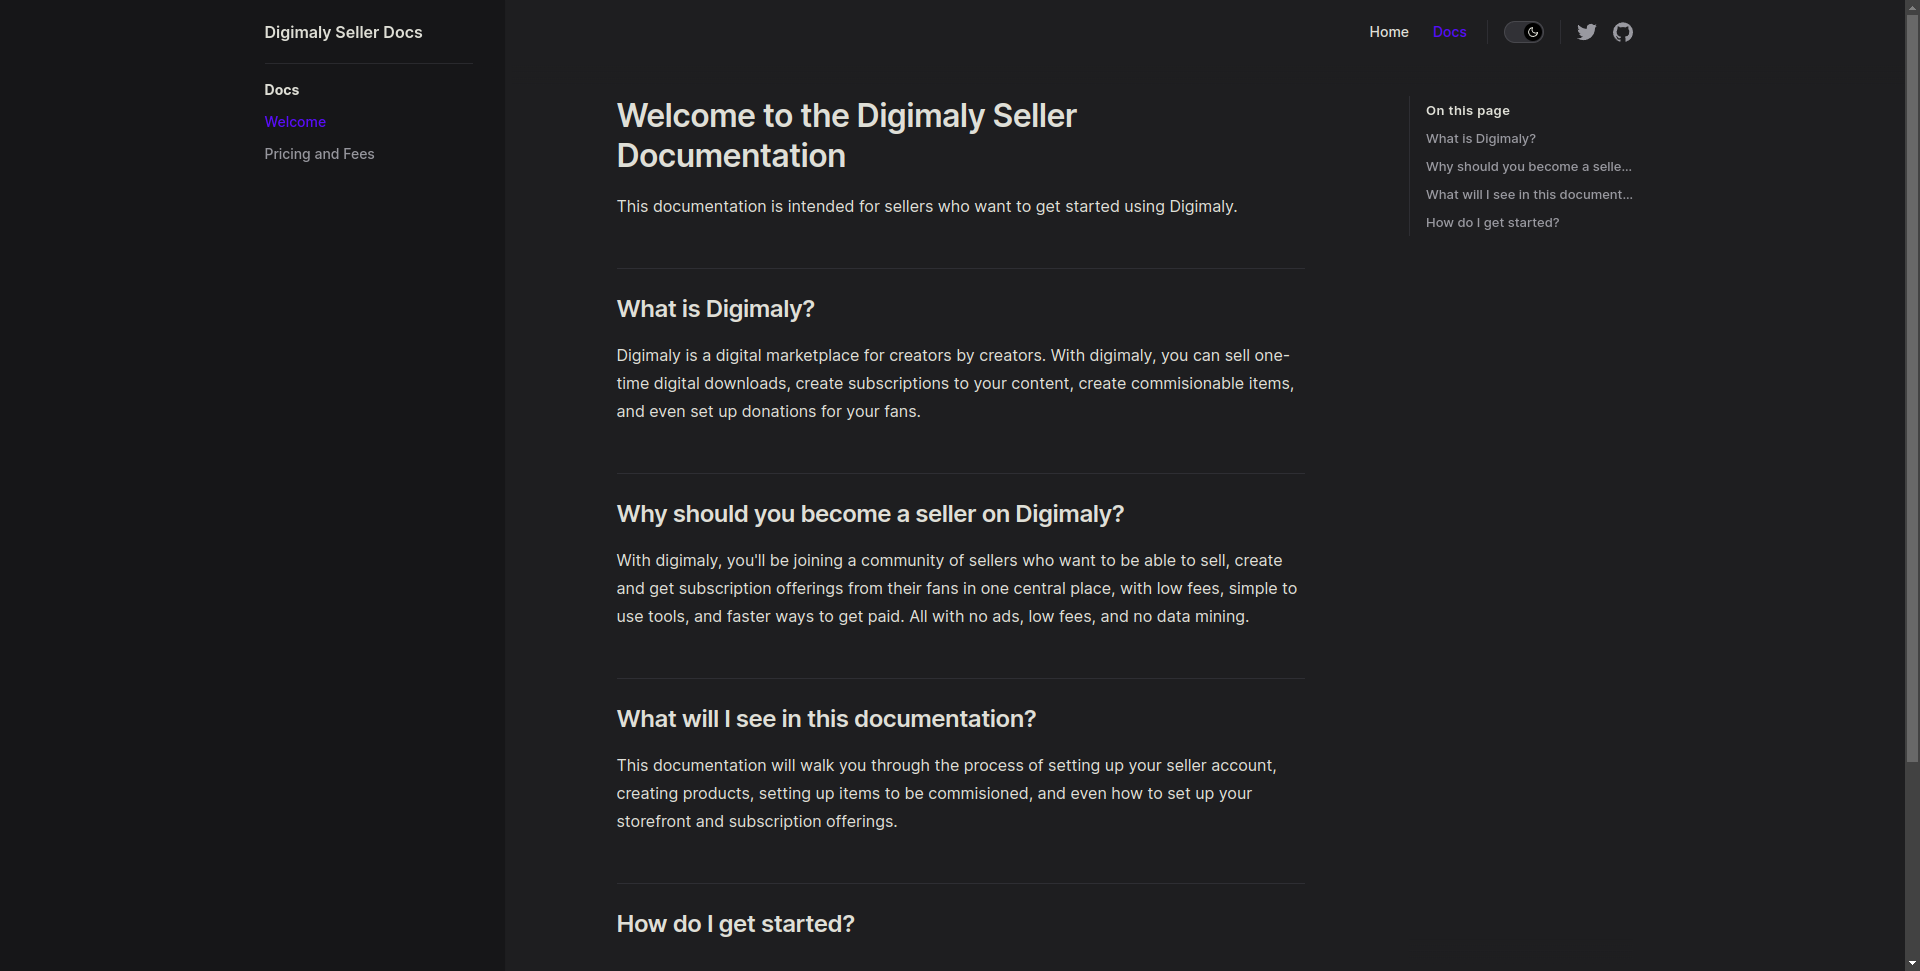 Digimaly Seller Docs
Home
Docs
Docs
Welcome
Pricing and Fees
Welcome to the Digimaly Seller
Documentation
This documentation is intended for sellers who want to get started using Digimaly.
What is Digimaly?
Digimaly is a digital marketplace for creators by creators. With digimaly, you can sell one-
time digital downloads, create subscriptions to your content, create commisionable items,
and even set up donations for your fans.
Why should you become a seller on Digimaly?
With digimaly, you'll be joining a community of sellers who want to be able to sell, create
and get subscription offerings from their fans in one central place, with low fees, simple to
use tools, and faster ways to get paid. All with no ads, low fees, and no data mining.
What will I see in this documentation?
This documentation will walk you through the process of setting up your seller account,
creating products, setting up items to be commisioned, and even how to set up your
storefront and subscription offerings.
How do I get started?
On this page
What is Digimaly?
Why should you become a selle...
What will I see in this document...
How do I get started?